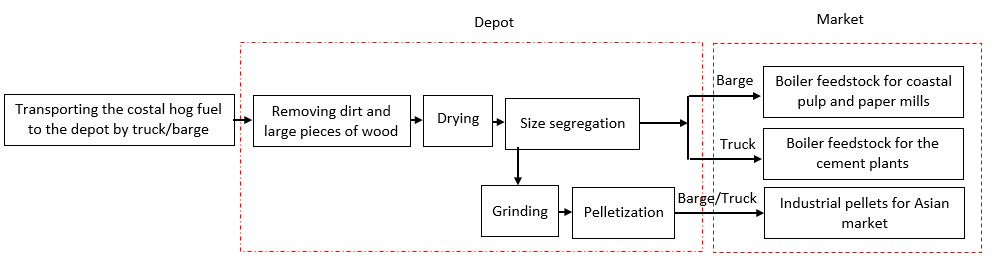 Depot
Market
Transporting the costal hog fuel
to the depot by truck/barge
Removing dirt and
large pieces of wood
Drying
Size segregation
Barge
Boiler feedstock for coastal
pulp and paper mills
Truck
Boiler feedstock for the
cement plants
Grinding
Pelletization
Barge/Truck
Industrial pellets for Asian
market